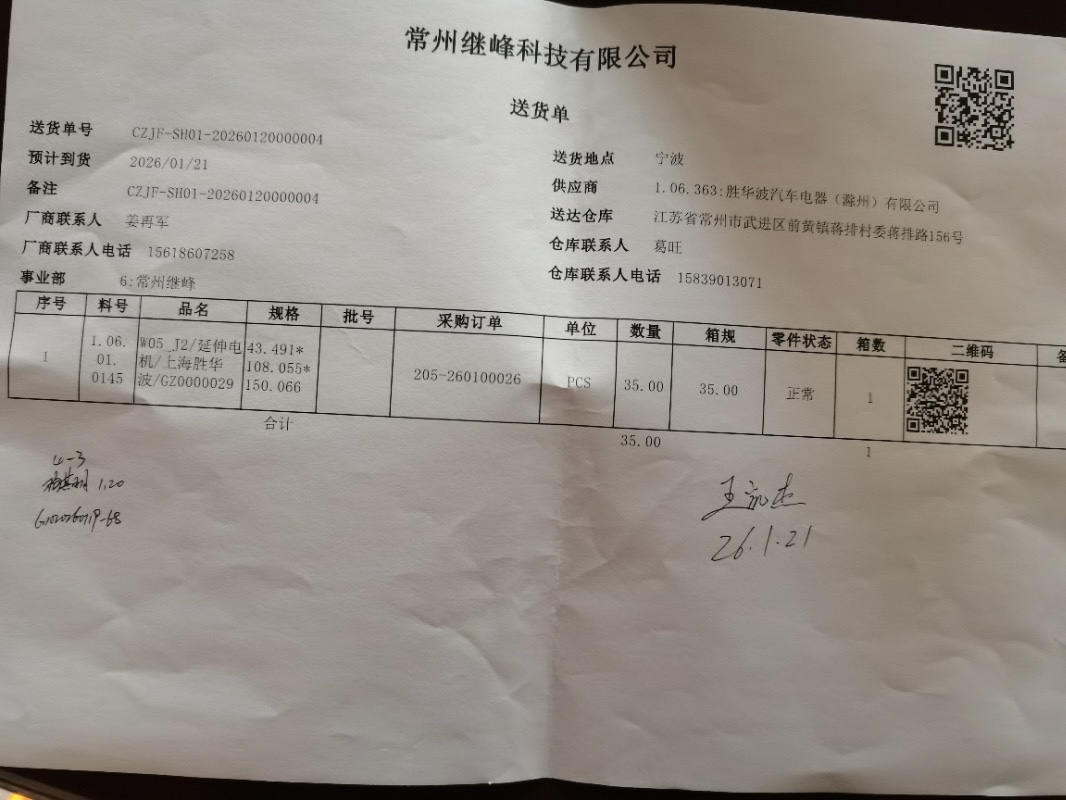 常州继峰科技有限公司
送货单
送货单号 CZJF-SH01-20260120000004
预计到货 2026/01/21
备注 CZJF-SH01-20260120000004
厂商联系人 姜再军
厂商联系人电话 15618607258
事业部 6:常州继峰
送货地点 宁波
供应商 1.06.363:胜华波汽车电器（滁州）有限公司
送达仓库 江苏省常州市武进区前黄镇蒋排村委蒋排路156号
仓库联系人 葛旺
仓库联系人电话 15839013071
序号 料号 品名 规格 批号 采购订单 单位 数量 箱规 零件状态 箱数 二维码
1 1.06.01.0145 W05_J2/延伸电机/上海胜华波/GZ0000029 43.491*108.055*150.066 205-260100026 PCS 35.00 35.00 正常 1
合计 35.00 1
4-3
1.20
26.1.21